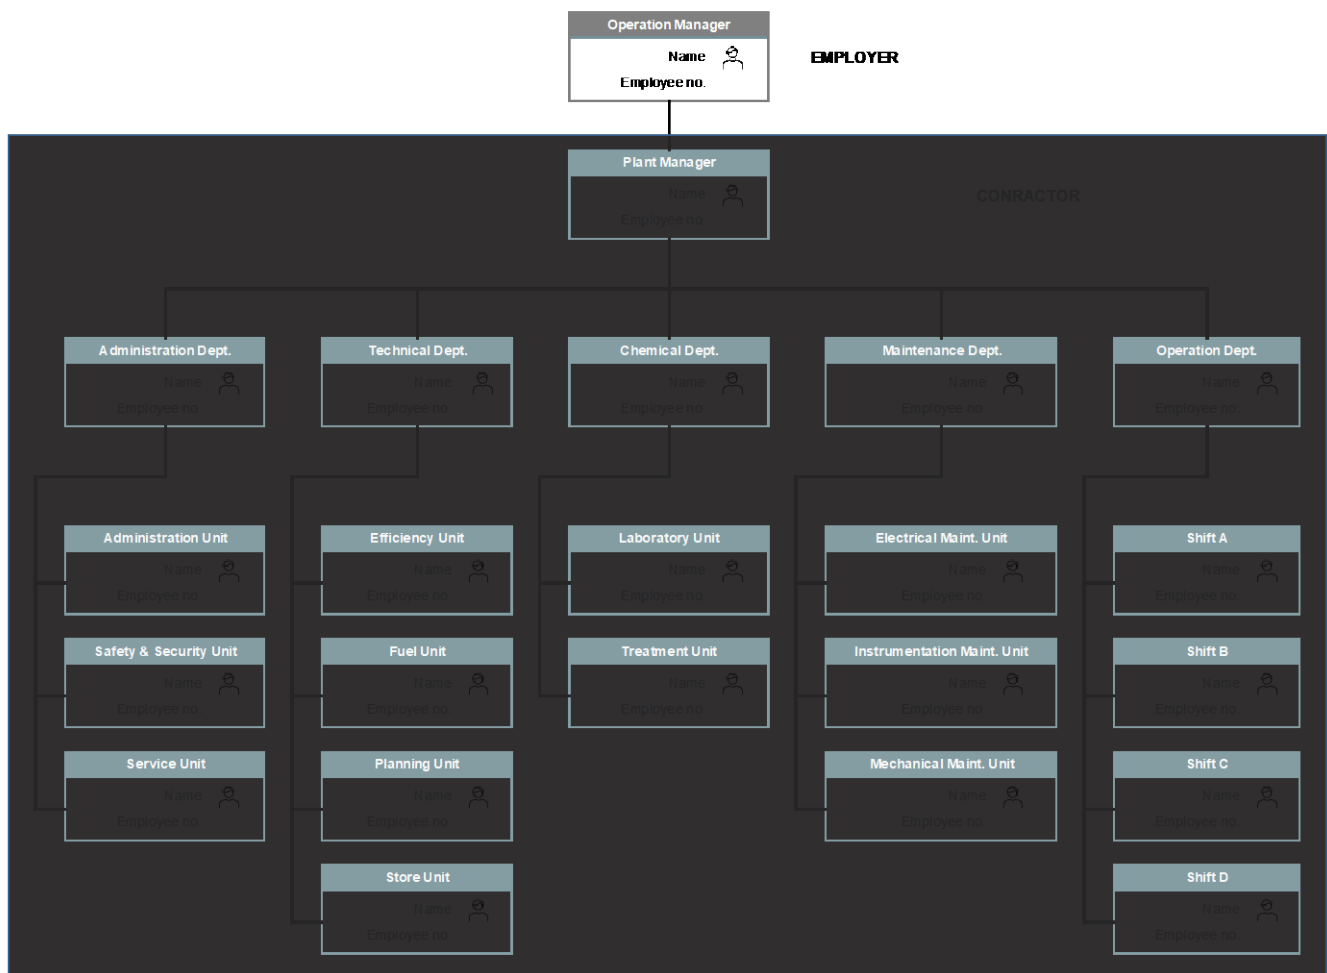 Operation Manager
Name
Employee no.
EMPLOYER
Plant Manager
Name
Employee no.
CONRACTOR
Administration Dept.
Name
Employee no.
Technical Dept.
Name
Employee no.
Chemical Dept.
Name
Employee no.
Maintenance Dept.
Name
Employee no.
Operation Dept.
Name
Employee no.
Administration Unit
Name
Employee no.
Safety & Security Unit
Name
Employee no.
Service Unit
Name
Employee no.
Efficiency Unit
Name
Employee no.
Fuel Unit
Name
Employee no.
Planning Unit
Name
Employee no.
Store Unit
Name
Employee no.
Laboratory Unit
Name
Employee no.
Treatment Unit
Name
Employee no.
Electrical Maint. Unit
Name
Employee no.
Instrumentation Maint. Unit
Name
Employee no.
Mechanical Maint. Unit
Name
Employee no.
Shift A
Name
Employee no.
Shift B
Name
Employee no.
Shift C
Name
Employee no.
Shift D
Name
Employee no.